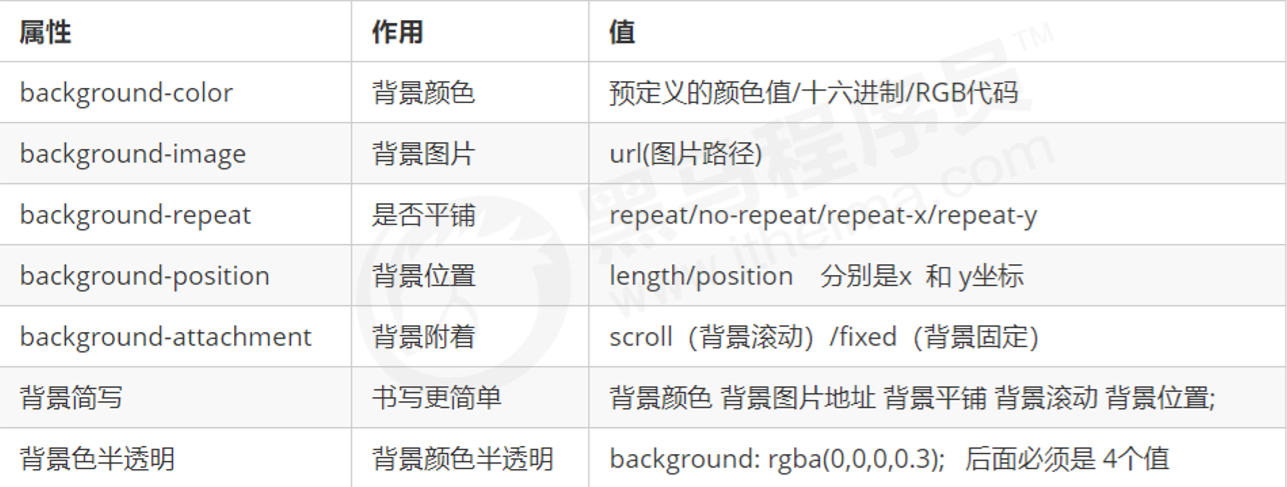 属性 作用 值
background-color 背景颜色 预定义的颜色值/十六进制/RGB代码
background-image 背景图片 url(图片路径)
background-repeat 是否平铺 repeat/no-repeat/repeat-x/repeat-y
background-position 背景位置 length/position 分别是x 和 y坐标
background-attachment 背景附着 scroll（背景滚动）/fixed（背景固定）
背景简写 书写更简单 背景颜色 背景图片地址 背景平铺 背景滚动 背景位置;
背景色半透明 背景颜色半透明 background: rgba(0,0,0,0.3); 后面必须是 4个值
黑马程序员™
www.itheima.com